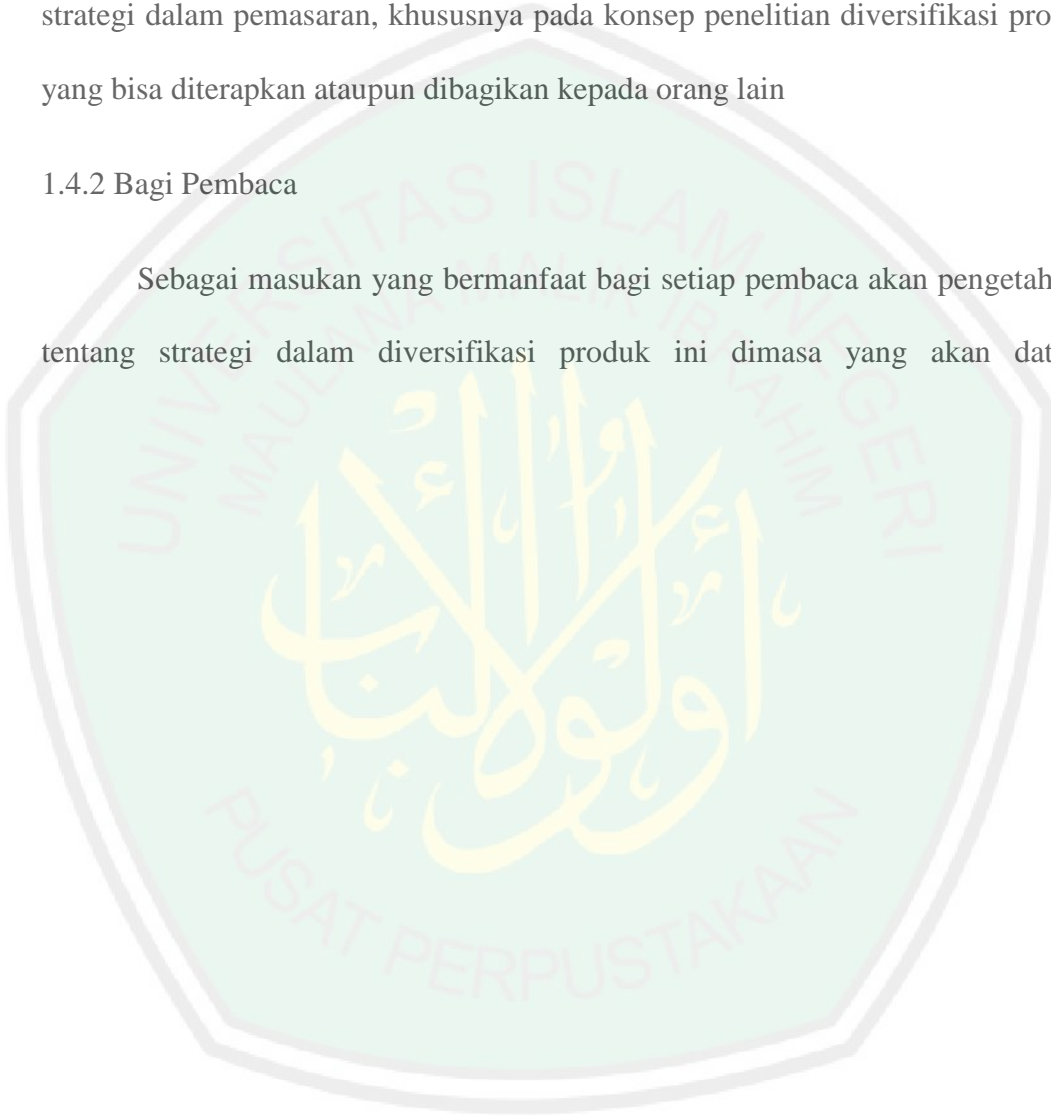 strategi dalam pemasaran, khususnya pada konsep penelitian diversifikasi pro
yang bisa diterapkan ataupun dibagikan kepada orang lain
1.4.2 Bagi Pembaca
Sebagai masukan yang bermanfaat bagi setiap pembaca akan pengetah
tentang strategi dalam diversifikasi produk ini dimasa yang akan dat
UNIVERSITAS ISLAM NEGERI
MAULANA MALIK IBRAHIM
PUSAT PERPUSTAKAAN